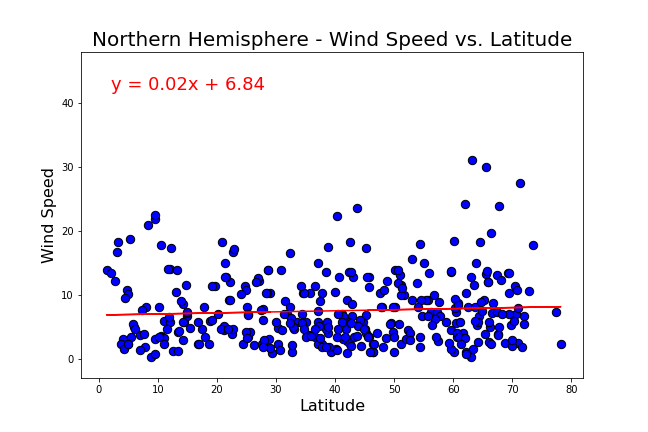 Northern Hemisphere - Wind Speed vs. Latitude
y = 0.02x + 6.84
Wind Speed
40
30
20
10
0
0 10 20 30 40 50 60 70 80
Latitude